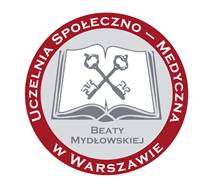 UCZELNIA SPOŁECZNO – MEDYCZNA
BEATY
MYDŁOWSKIEJ
W WARSZAWIE